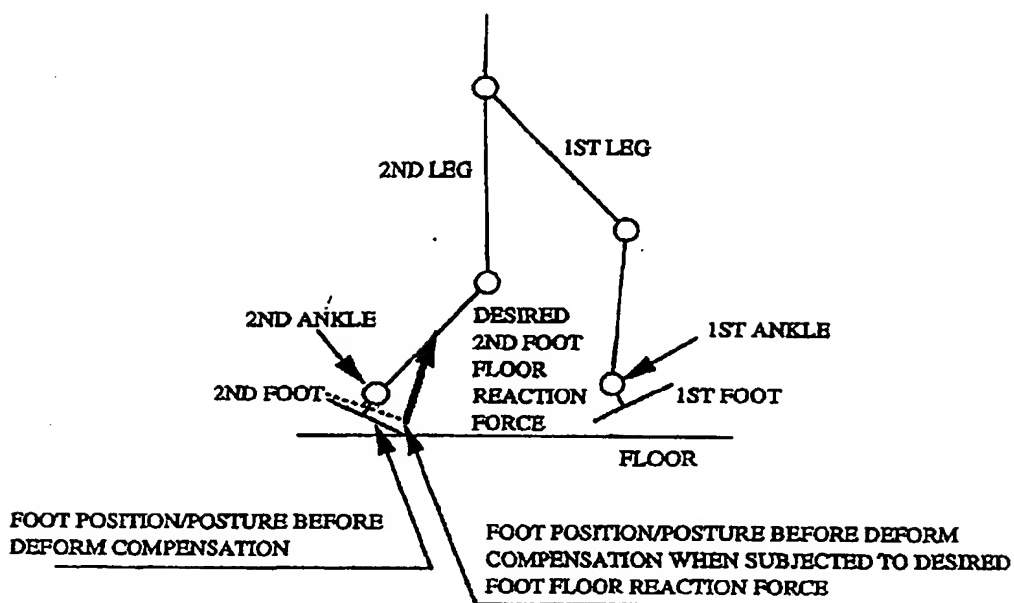 1ST LEG
2ND LEG
2ND ANKLE
DESIRED
2ND FOOT
FLOOR
REACTION
FORCE
1ST ANKLE
2ND FOOT
1ST FOOT
FLOOR
FOOT POSITION/POSTURE BEFORE
DEFORM COMPENSATION
FOOT POSITION/POSTURE BEFORE DEFORM
COMPENSATION WHEN SUBJECTED TO DESIRED
FOOT FLOOR REACTION FORCE